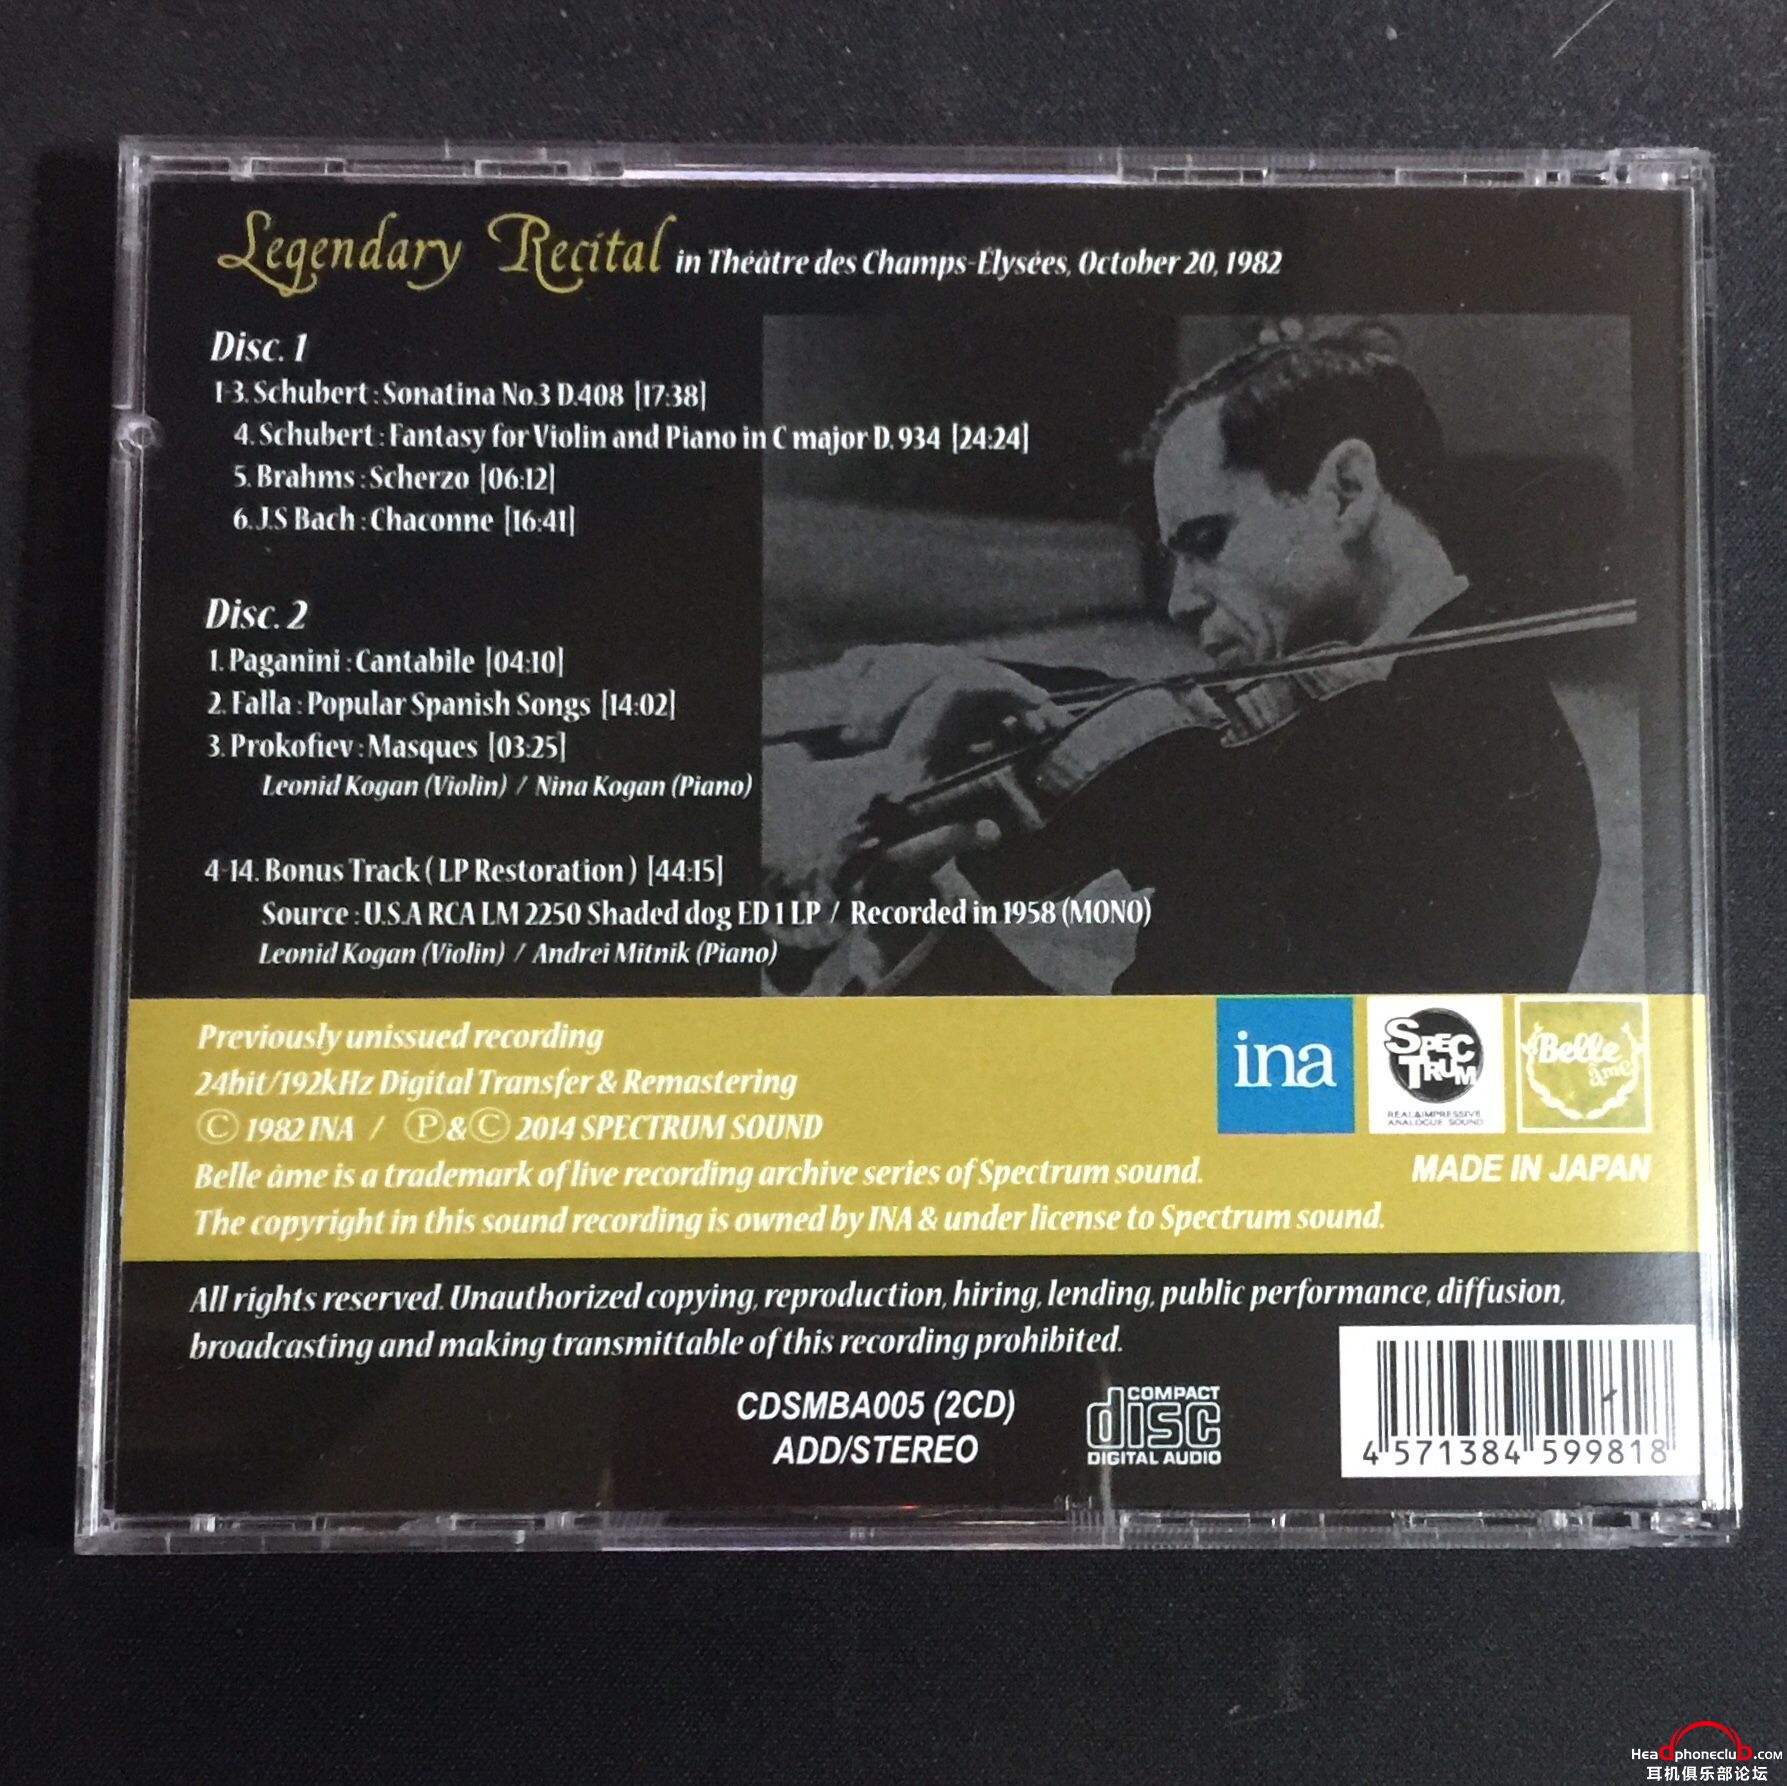 Legendary Recital in Théâtre des Champs-Élysées, October 20, 1982
Disc. 1
1-3. Schubert : Sonatina No.3 D.408 [17:38]
4. Schubert : Fantasy for Violin and Piano in C major D. 934 [24:24]
5. Brahms : Scherzo [06:12]
6. J.S Bach : Chaconne [16:41]
Disc. 2
1. Paganini : Cantabile [04:10]
2. Falla : Popular Spanish Songs [14:02]
3. Prokofiev : Masques [03:25]
Leonid Kogan (Violin) / Nina Kogan (Piano)
4-14. Bonus Track ( LP Restoration ) [44:15]
Source : U.S.A RCA LM 2250 Shaded dog ED 1 LP / Recorded in 1958 (MONO)
Leonid Kogan (Violin) / Andrei Mitnik (Piano)
Previously unissued recording
24bit/192kHz Digital Transfer & Remastering
Ⓒ 1982 INA / Ⓟ&Ⓒ 2014 SPECTRUM SOUND
Belle âme is a trademark of live recording archive series of Spectrum sound.
The copyright in this sound recording is owned by INA & under license to Spectrum sound.
ina
SPECTRUM
REAL&IMPRESSIVE
ANALOGUE SOUND
Belle
âme
MADE IN JAPAN
All rights reserved. Unauthorized copying, reproduction, hiring, lending, public performance, diffusion,
broadcasting and making transmittable of this recording prohibited.
CDSMBA005 (2CD)
ADD/STEREO
COMPACT
disc
DIGITAL AUDIO
4 571384 599818
Headphoneclub.com
耳机俱乐部论坛